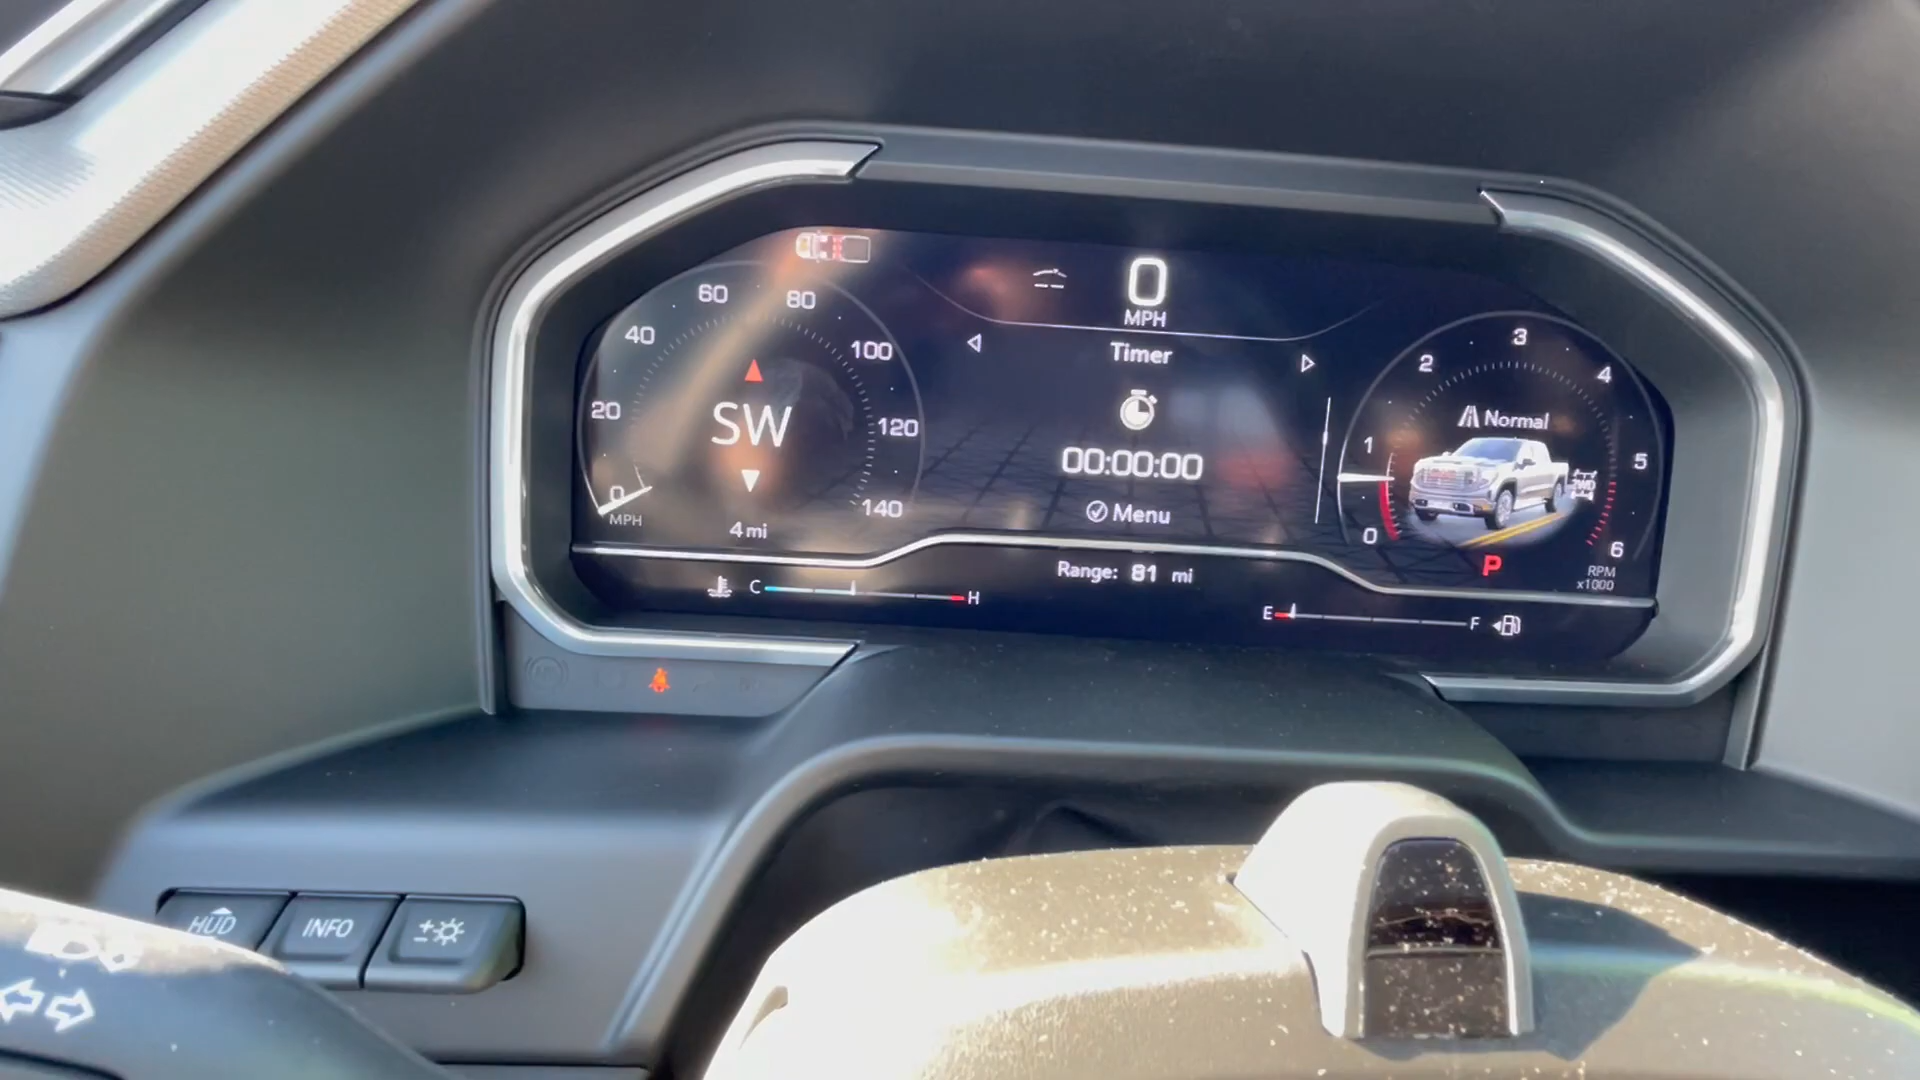 0
MPH
60
80
40
100
20
120
0
MPH
140
SW
4 mi
Timer
00:00:00
Menu
Range: 81 mi
C
H
3
2
4
1
5
0
6
Normal
2WD
P
RPM
x1000
E
F
HUD
INFO